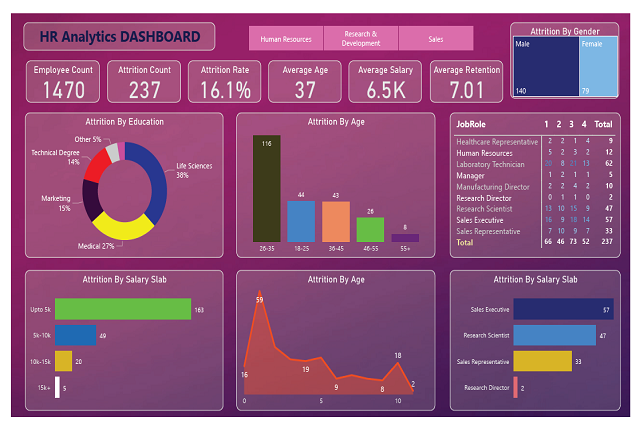 HR Analytics DASHBOARD
Human Resources
Research &
Development
Sales
Attrition By Gender
Male
Female
140
79
Employee Count
1470
Attrition Count
237
Attrition Rate
16.1%
Average Age
37
Average Salary
6.5K
Average Retention
7.01
Attrition By Education
Other 5%
Technical Degree
14%
Life Sciences
38%
Marketing
15%
Medical 27%
Attrition By Age
116
44
43
26
8
26-35 18-25 36-45 46-55 55+
JobRole 1 2 3 4 Total
Healthcare Representative 2 2 1 4 9
Human Resources 5 2 3 2 12
Laboratory Technician 20 8 21 13 62
Manager 1 2 1 1 5
Manufacturing Director 2 2 4 2 10
Research Director 0 1 1 0 2
Research Scientist 13 10 15 9 47
Sales Executive 16 9 18 14 57
Sales Representative 7 10 9 7 33
Total 66 46 73 52 237
Attrition By Salary Slab
Upto 5k 163
5k-10k 49
10k-15k 20
15k+ 5
Attrition By Age
59
16
19
9
8
18
2
0 5 10
Attrition By Salary Slab
Sales Executive 57
Research Scientist 47
Sales Representative 33
Research Director 2